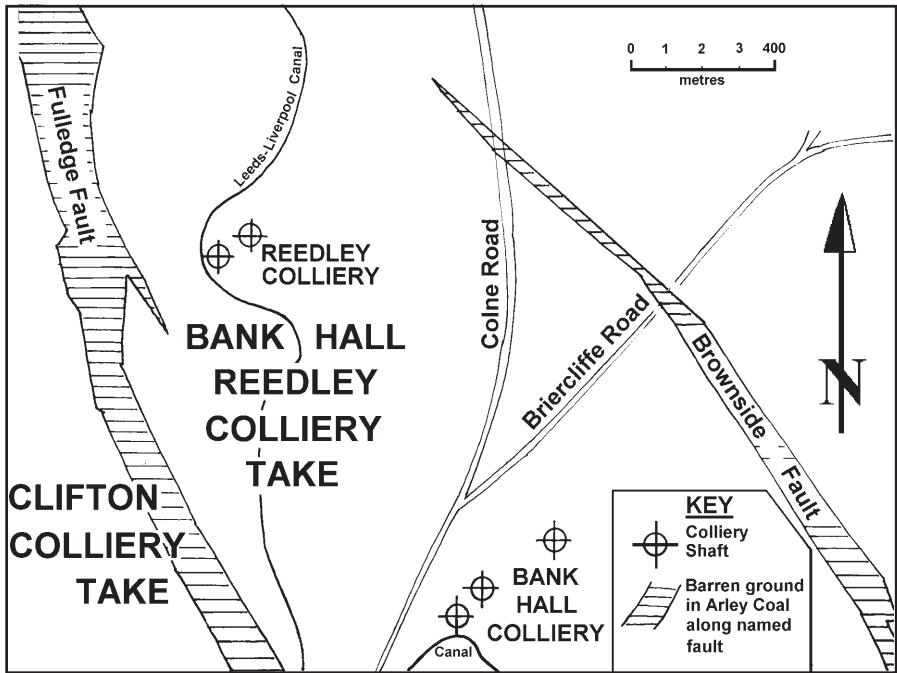 0 1 2 3 400
metres
Fulledge Fault
Leeds-Liverpool Canal
REEDLEY
COLLIERY
Colne Road
BANK HALL
REEDLEY
COLLIERY
TAKE
Briercliffe Road
Brownside
Fault
N
CLIFTON
COLLIERY
TAKE
BANK
HALL
COLLIERY
Canal
KEY
Colliery
Shaft
Barren ground
in Arley Coal
along named
fault